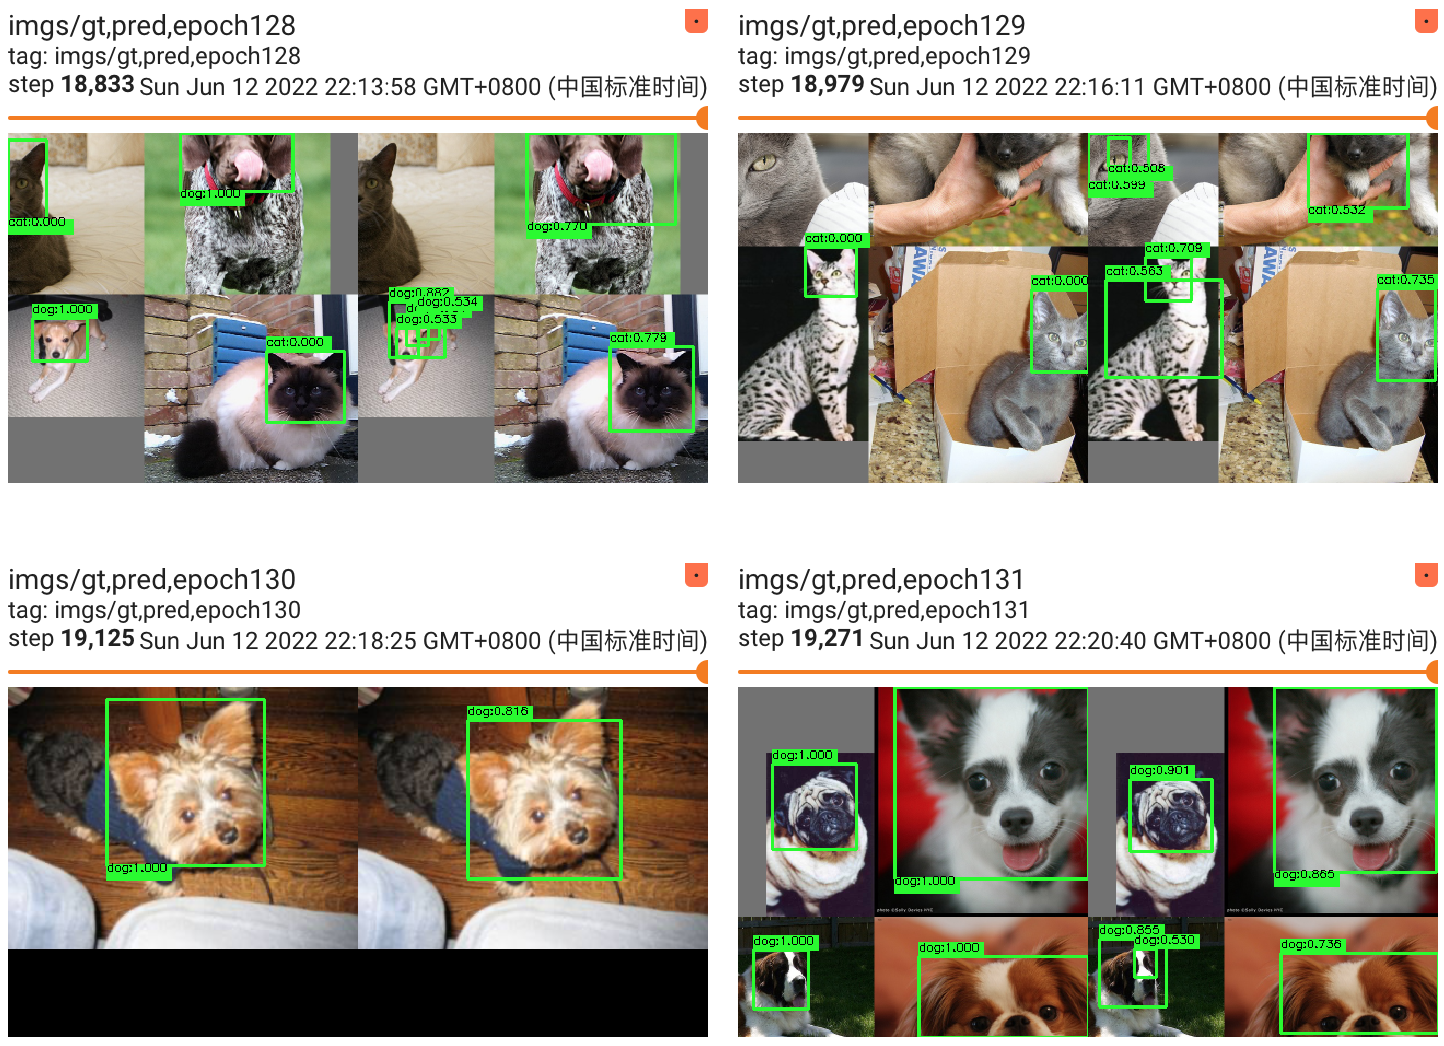 imgs/gt,pred,epoch128
tag: imgs/gt,pred,epoch128
step 18,833 Sun Jun 12 2022 22:13:58 GMT+0800 (中国标准时间)
cat:0.000
dog:1.000
dog:0.770
dog:1.000
cat:0.000
dog:0.882
dog:0.534
dog:0.533
cat:0.779
imgs/gt,pred,epoch129
tag: imgs/gt,pred,epoch129
step 18,979 Sun Jun 12 2022 22:16:11 GMT+0800 (中国标准时间)
cat:0.508
cat:0.599
cat:0.532
cat:0.000
cat:0.000
cat:0.709
cat:0.563
cat:0.735
imgs/gt,pred,epoch130
tag: imgs/gt,pred,epoch130
step 19,125 Sun Jun 12 2022 22:18:25 GMT+0800 (中国标准时间)
dog:1.000
dog:0.816
imgs/gt,pred,epoch131
tag: imgs/gt,pred,epoch131
step 19,271 Sun Jun 12 2022 22:20:40 GMT+0800 (中国标准时间)
dog:1.000
dog:1.000
dog:0.901
dog:0.865
dog:1.000
dog:1.000
dog:0.855
dog:0.530
dog:0.736